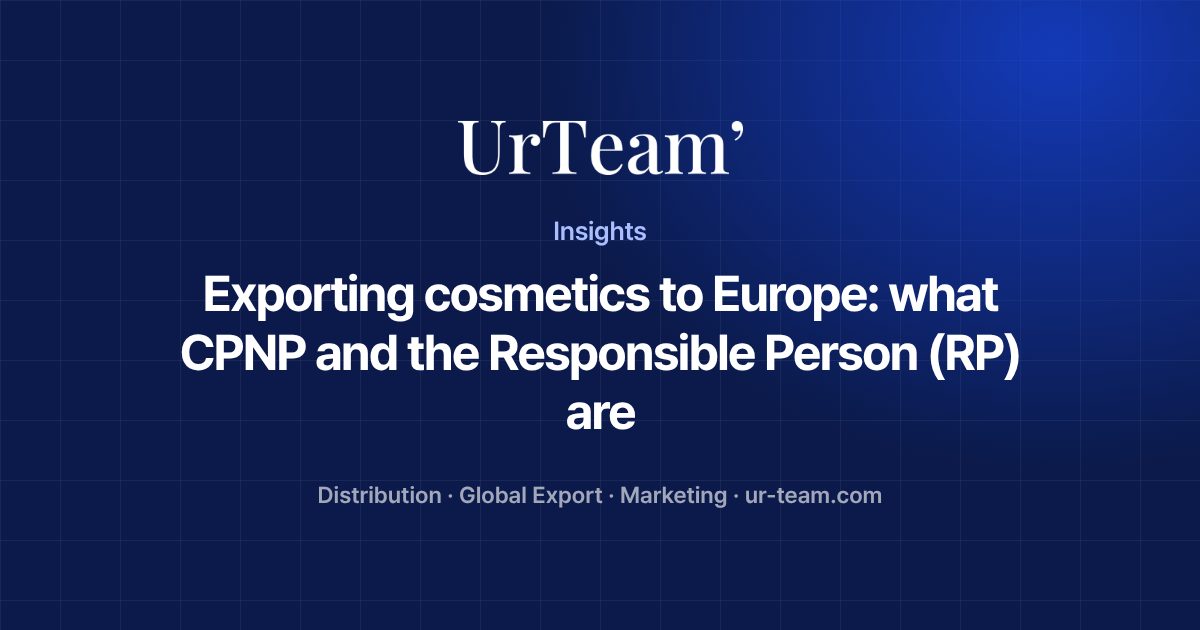 UrTeam’
Insights
Exporting cosmetics to Europe: what
CPNP and the Responsible Person (RP)
are
Distribution · Global Export · Marketing · ur-team.com